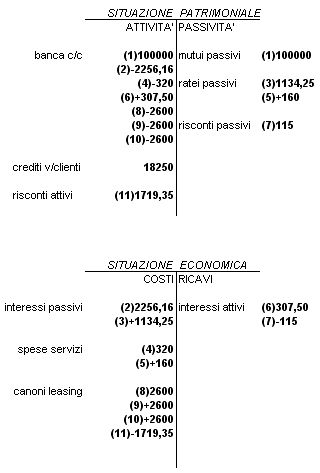 SITUAZIONE PATRIMONIALE
ATTIVITA' PASSIVITA'
banca c/c (1)100000 mutui passivi (1)100000
(2)-2256,16
(4)-320 ratei passivi (3)1134,25
(6)+307,50 (5)+160
(8)-2600
(9)-2600 risconti passivi (7)115
(10)-2600
crediti v/clienti 18250
risconti attivi (11)1719,35
SITUAZIONE ECONOMICA
COSTI RICAVI
interessi passivi (2)2256,16 interessi attivi (6)307,50
(3)+1134,25 (7)-115
spese servizi (4)320
(5)+160
canoni leasing (8)2600
(9)+2600
(10)+2600
(11)-1719,35